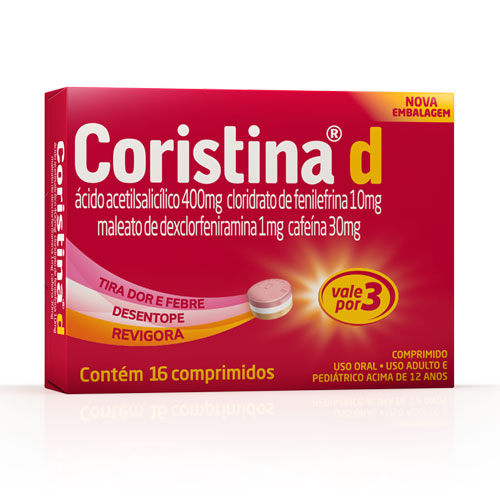 NOVA
EMBALAGEM
Coristina® d
ácido acetilsalicílico 400mg cloridrato de fenilefrina 10mg
maleato de dexclorfeniramina 1mg cafeína 30mg
TIRA DOR E FEBRE
DESENTOPE
REVIGORA
vale
por 3
Contém 16 comprimidos
COMPRIMIDO
USO ORAL • USO ADULTO E
PEDIÁTRICO ACIMA DE 12 ANOS
Coristina® d